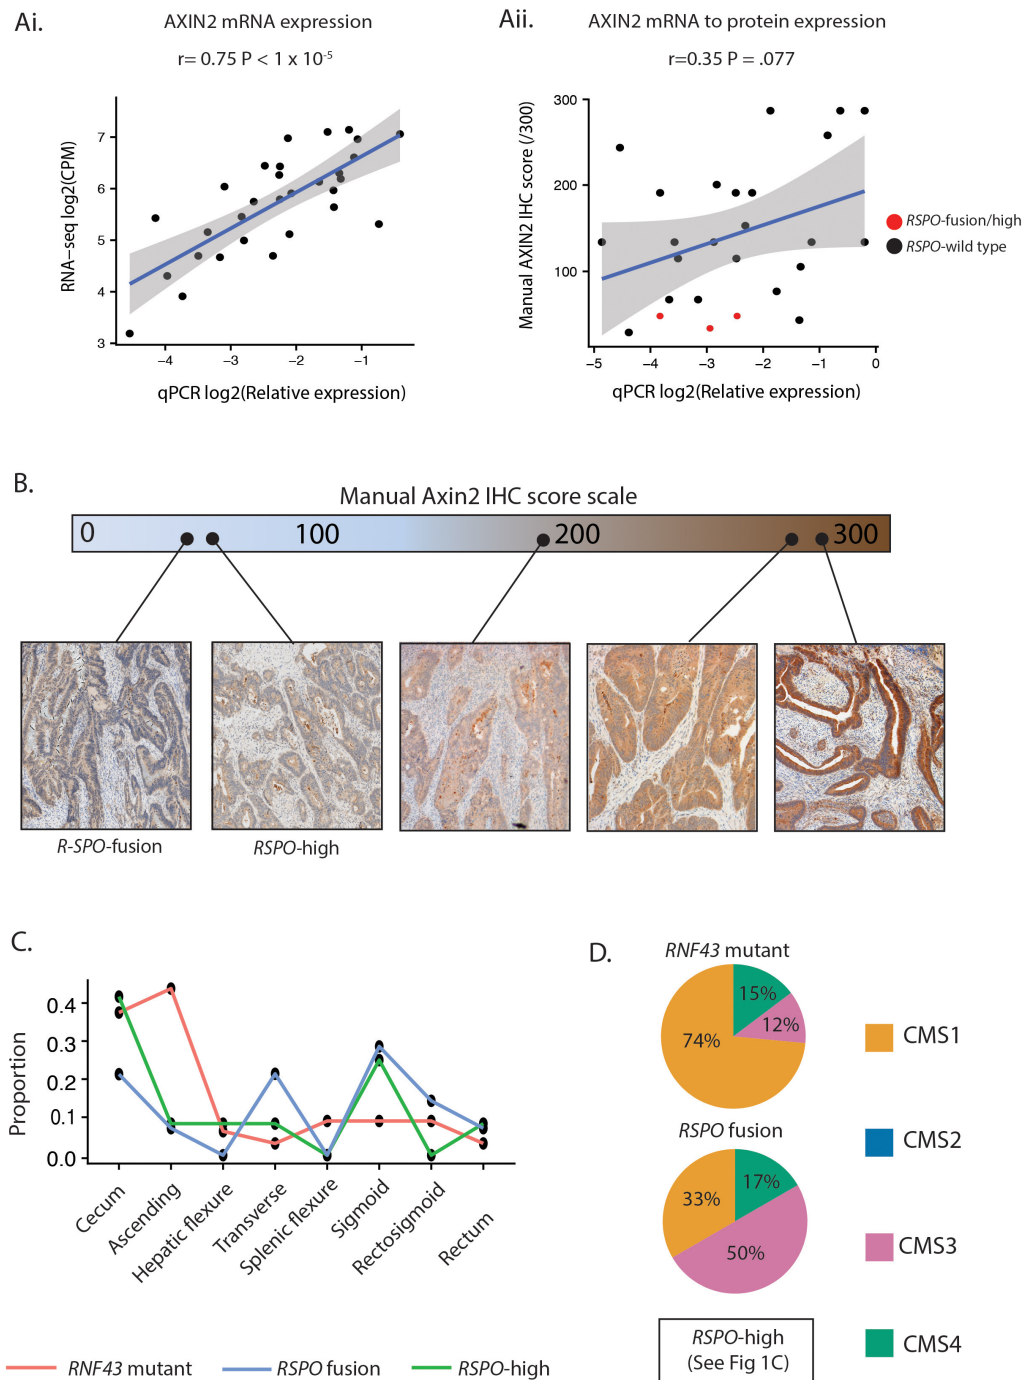 Ai.
AXIN2 mRNA expression
r= 0.75 P < 1 x 10-5
RNA−seq log2(CPM)
7
6
5
4
3
−4
−3
−2
−1
qPCR log2(Relative expression)
Aii.
AXIN2 mRNA to protein expression
r=0.35 P = .077
Manual AXIN2 IHC score (/300)
300
200
100
−5
−4
−3
−2
−1
0
qPCR log2(Relative expression)
RSPO-fusion/high
RSPO-wild type
B.
Manual Axin2 IHC score scale
0
100
200
300
R-SPO-fusion
RSPO-high
C.
Proportion
0.4
0.3
0.2
0.1
0.0
Cecum
Ascending
Hepatic flexure
Transverse
Splenic flexure
Sigmoid
Rectosigmoid
Rectum
RNF43 mutant
RSPO fusion
RSPO-high
D.
RNF43 mutant
15%
12%
74%
RSPO fusion
17%
33%
50%
RSPO-high
(See Fig 1C)
CMS1
CMS2
CMS3
CMS4